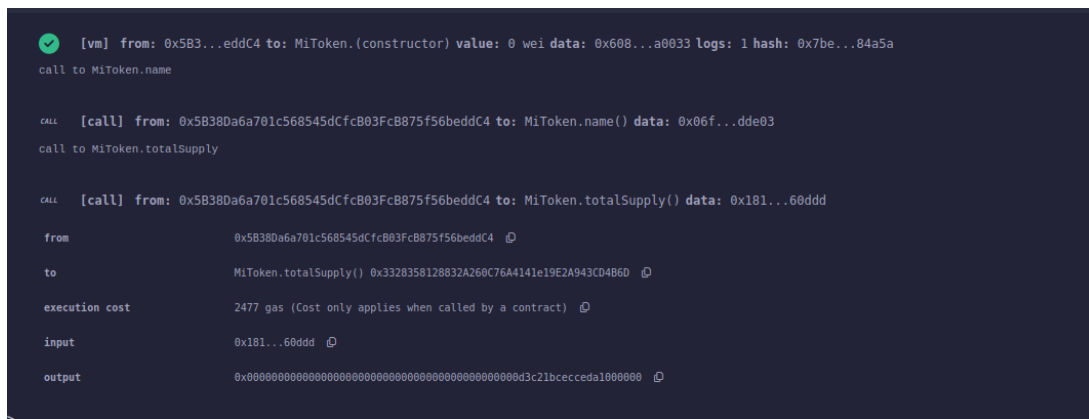 [vm] from: 0x5B3...eddC4 to: MiToken.(constructor) value: 0 wei data: 0x608...a0033 logs: 1 hash: 0x7be...84a5a
call to MiToken.name
CALL [call] from: 0x5B38Da6a701c568545dCfcB03FcB875f56beddC4 to: MiToken.name() data: 0x06f...dde03
call to MiToken.totalSupply
CALL [call] from: 0x5B38Da6a701c568545dCfcB03FcB875f56beddC4 to: MiToken.totalSupply() data: 0x181...60ddd
from 0x5B38Da6a701c568545dCfcB03FcB875f56beddC4
to MiToken.totalSupply() 0x3328358128832A260C76A4141e19E2A943CD4B6D
execution cost 2477 gas (Cost only applies when called by a contract)
input 0x181...60ddd
output 0x00000000000000000000000000000000000000000000d3c21bcecceda1000000